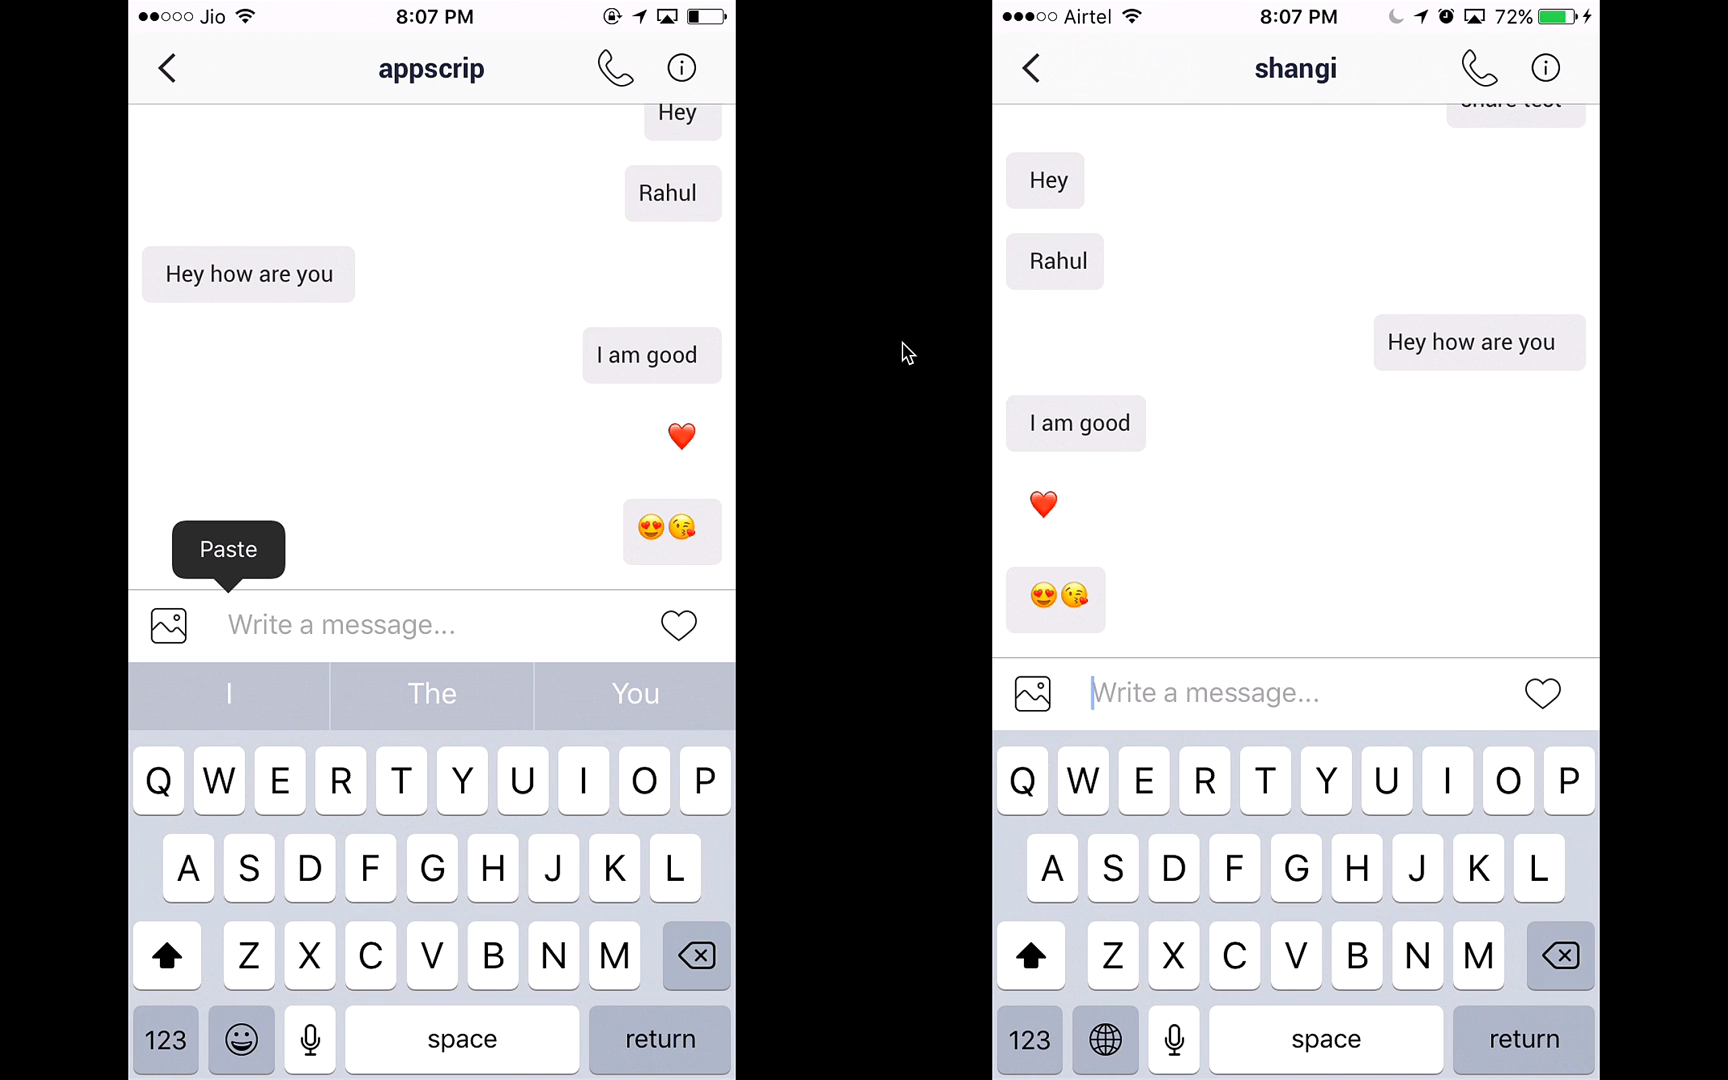 Jio
8:07 PM
appscrip
Hey
Rahul
Hey how are you
I am good
❤️
😍😘
Paste
Write a message...
I The You
Q W E R T Y U I O P
A S D F G H J K L
Z X C V B N M
123 space return
Airtel
8:07 PM
72%
shangi
share test
Hey
Rahul
Hey how are you
I am good
❤️
😍😘
Write a message...
Q W E R T Y U I O P
A S D F G H J K L
Z X C V B N M
123 space return